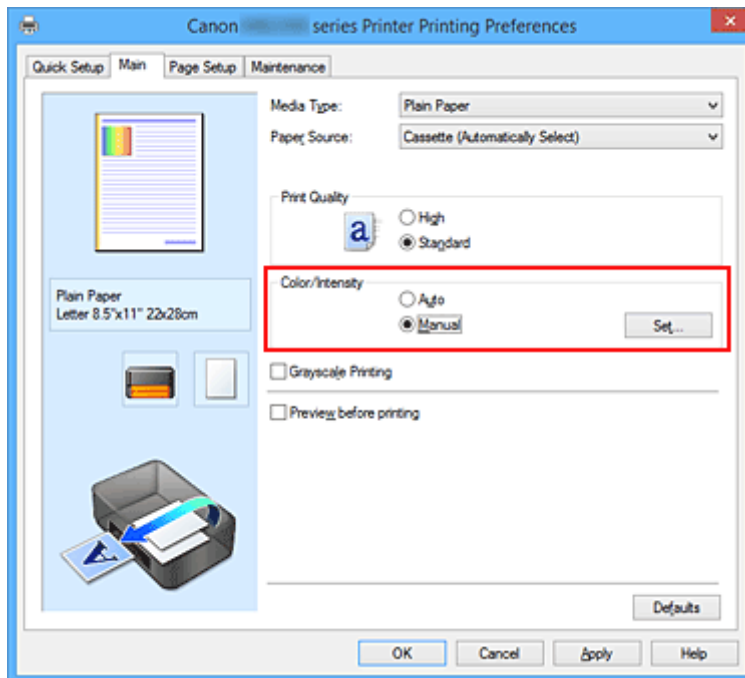 Canon series Printer Printing Preferences
Quick Setup Main Page Setup Maintenance
Media Type: Plain Paper
Paper Source: Cassette (Automatically Select)
Print Quality
a
High
Standard
Color/Intensity
Auto
Manual Set...
Plain Paper
Letter 8.5"x11" 22x28cm
Grayscale Printing
Preview before printing
A
Defaults
OK Cancel Apply Help